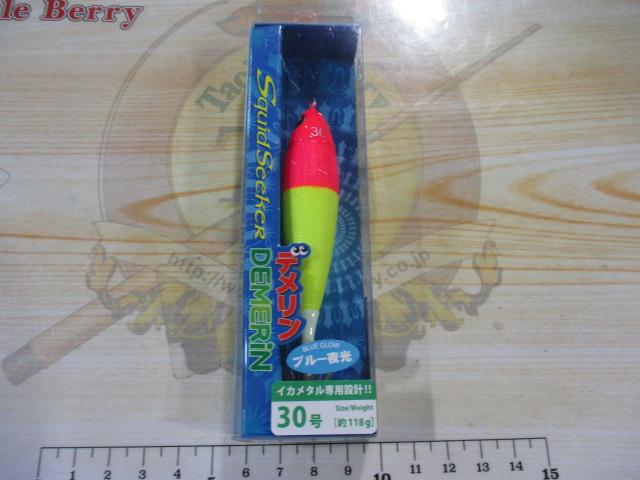 le Berry
Squid Seeker
DEMERiN
デメリン
30
BLUE GLOW
ブルー夜光
イカメタル専用設計!!
30号
Size/Weight
[約118g]
1 2 3 4 5 6 7 8 9 10 11 12 13 14 15